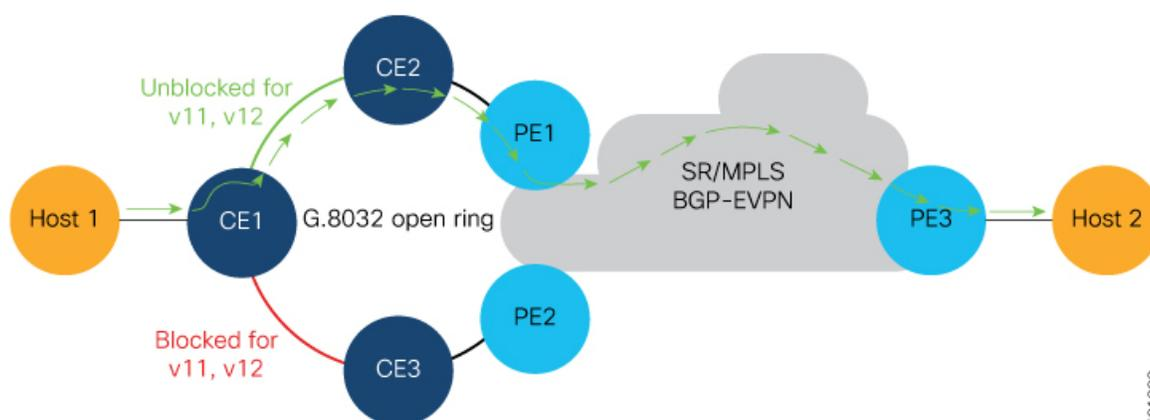 Unblocked for
v11, v12
CE2
PE1
SR/MPLS
BGP-EVPN
Host 1
CE1
G.8032 open ring
PE3
Host 2
Blocked for
v11, v12
CE3
PE2